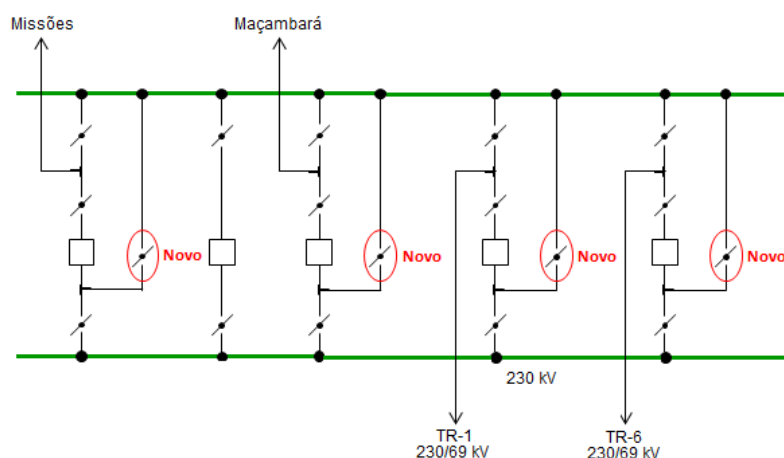 Missões
Maçambará
Novo
Novo
Novo
Novo
230 kV
TR-1
230/69 kV
TR-6
230/69 kV